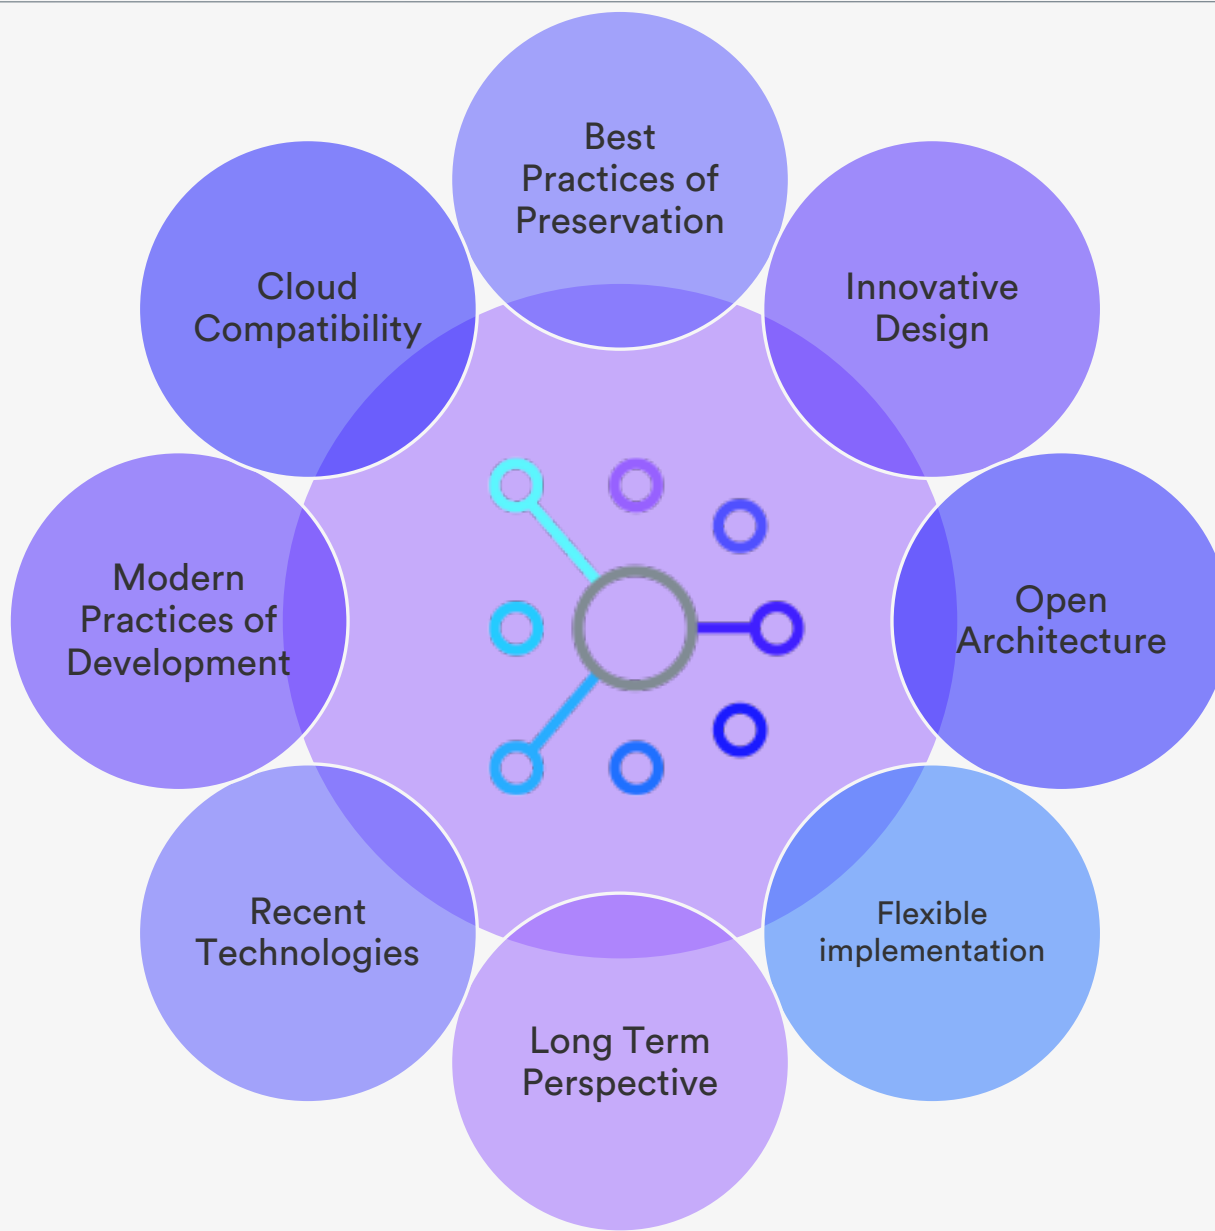 Best
Practices of
Preservation
Innovative
Design
Open
Architecture
Flexible
implementation
Long Term
Perspective
Recent
Technologies
Modern
Practices of
Development
Cloud
Compatibility